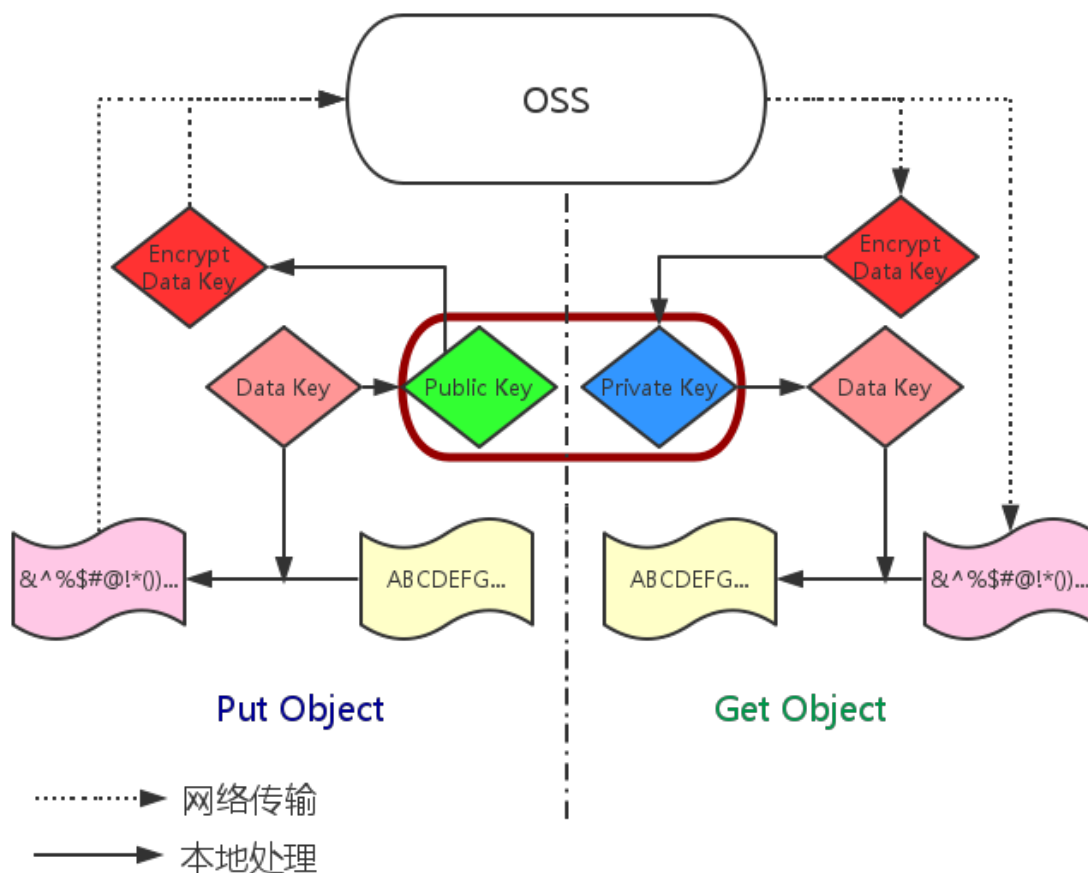 OSS
Encrypt
Data Key
Encrypt
Data Key
Data Key
Public Key
Private Key
Data Key
&^%$#@!*())...
ABCDEFG...
ABCDEFG...
&^%$#@!*())...
Put Object
Get Object
网络传输
本地处理